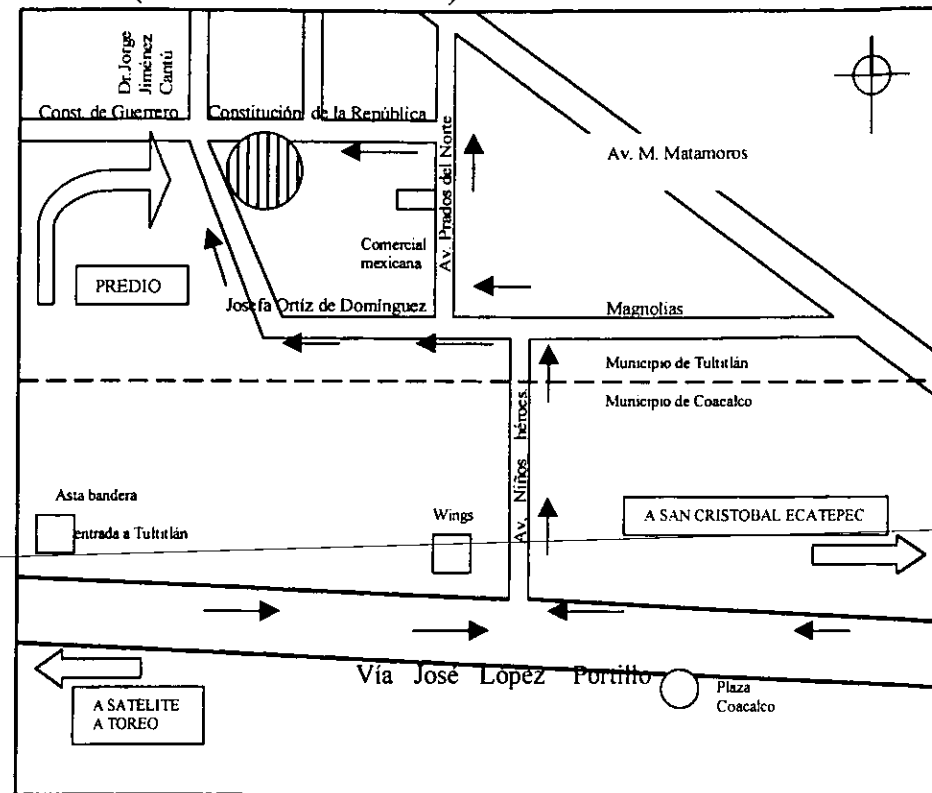 Dr. Jorge
Jiménez
Cantú
Const. de Guerrero
Constitución de la República
Av. Prados del Norte
Av. M. Matamoros
Comercial
mexicana
PREDIO
Josefa Ortíz de Domínguez
Magnolias
Municipio de Tultitlán
Municipio de Coacalco
Av. Niños héroes.
Asta bandera
entrada a Tultitlán
Wings
A SAN CRISTOBAL ECATEPEC
Vía José López Portillo
Plaza
Coacalco
A SATELITE
A TOREO